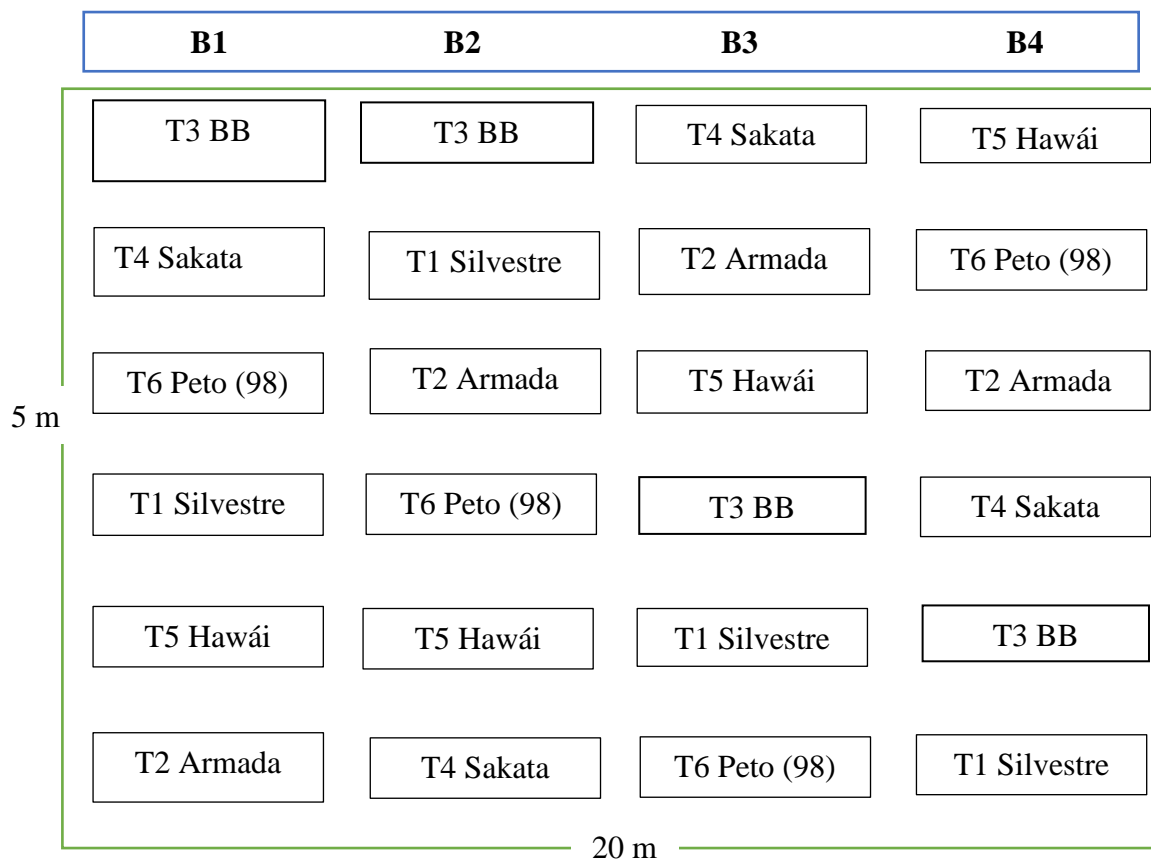 B1 B2 B3 B4
T3 BB T3 BB T4 Sakata T5 Hawái
T4 Sakata T1 Silvestre T2 Armada T6 Peto (98)
T6 Peto (98) T2 Armada T5 Hawái T2 Armada
5 m
T1 Silvestre T6 Peto (98) T3 BB T4 Sakata
T5 Hawái T5 Hawái T1 Silvestre T3 BB
T2 Armada T4 Sakata T6 Peto (98) T1 Silvestre
20 m